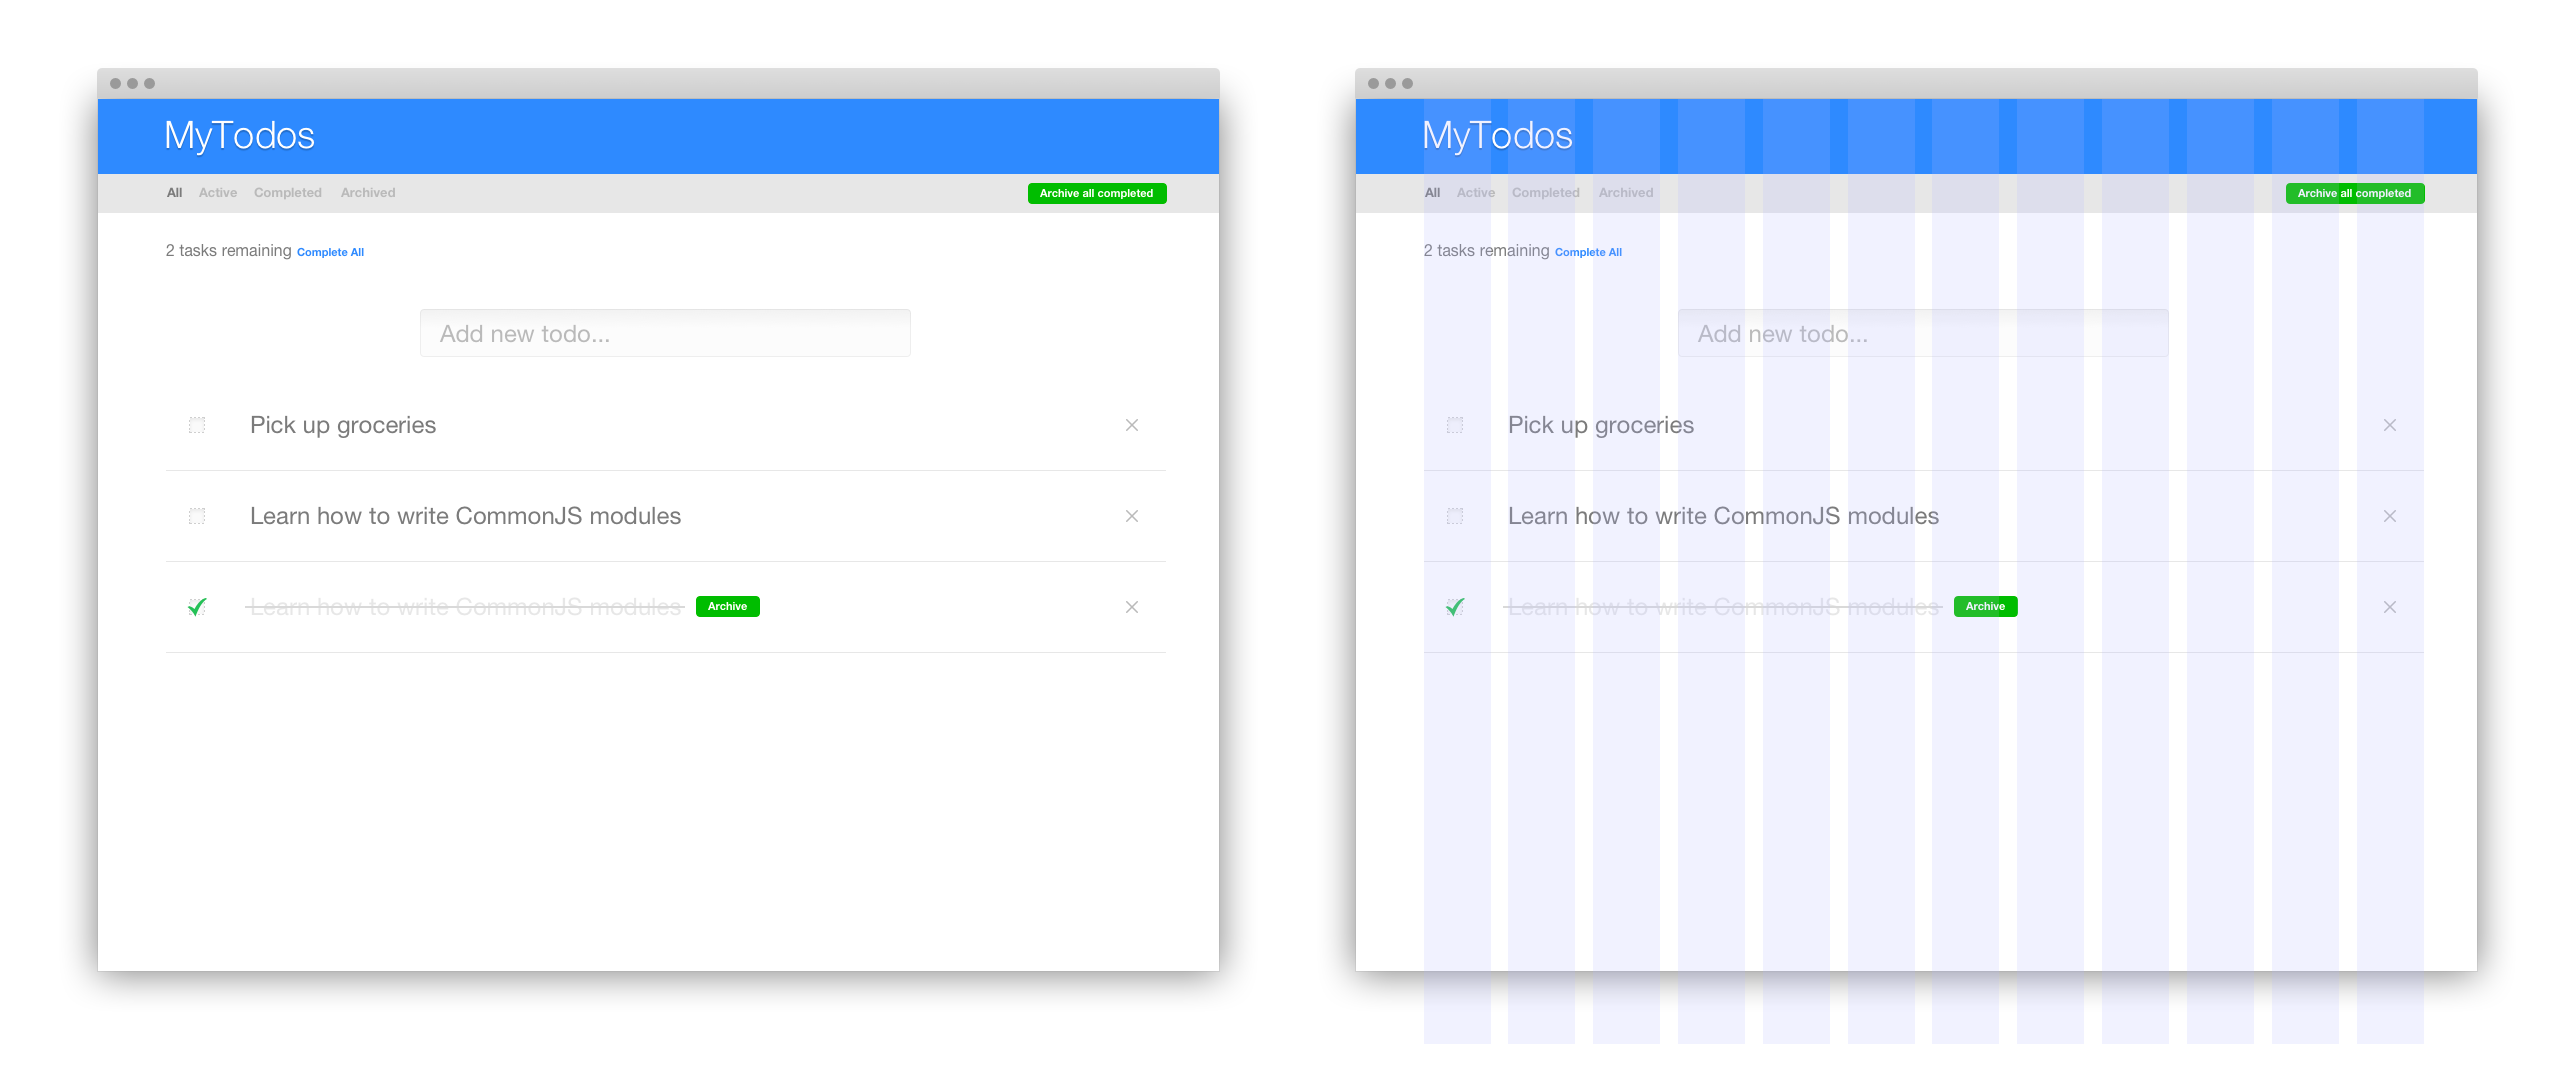 MyTodos
All Active Completed Archived Archive all completed
2 tasks remaining Complete All
Add new todo...
Pick up groceries
Learn how to write CommonJS modules
Learn how to write CommonJS modules Archive
MyTodos
All Active Completed Archived Archive all completed
2 tasks remaining Complete All
Add new todo...
Pick up groceries
Learn how to write CommonJS modules
Learn how to write CommonJS modules Archive